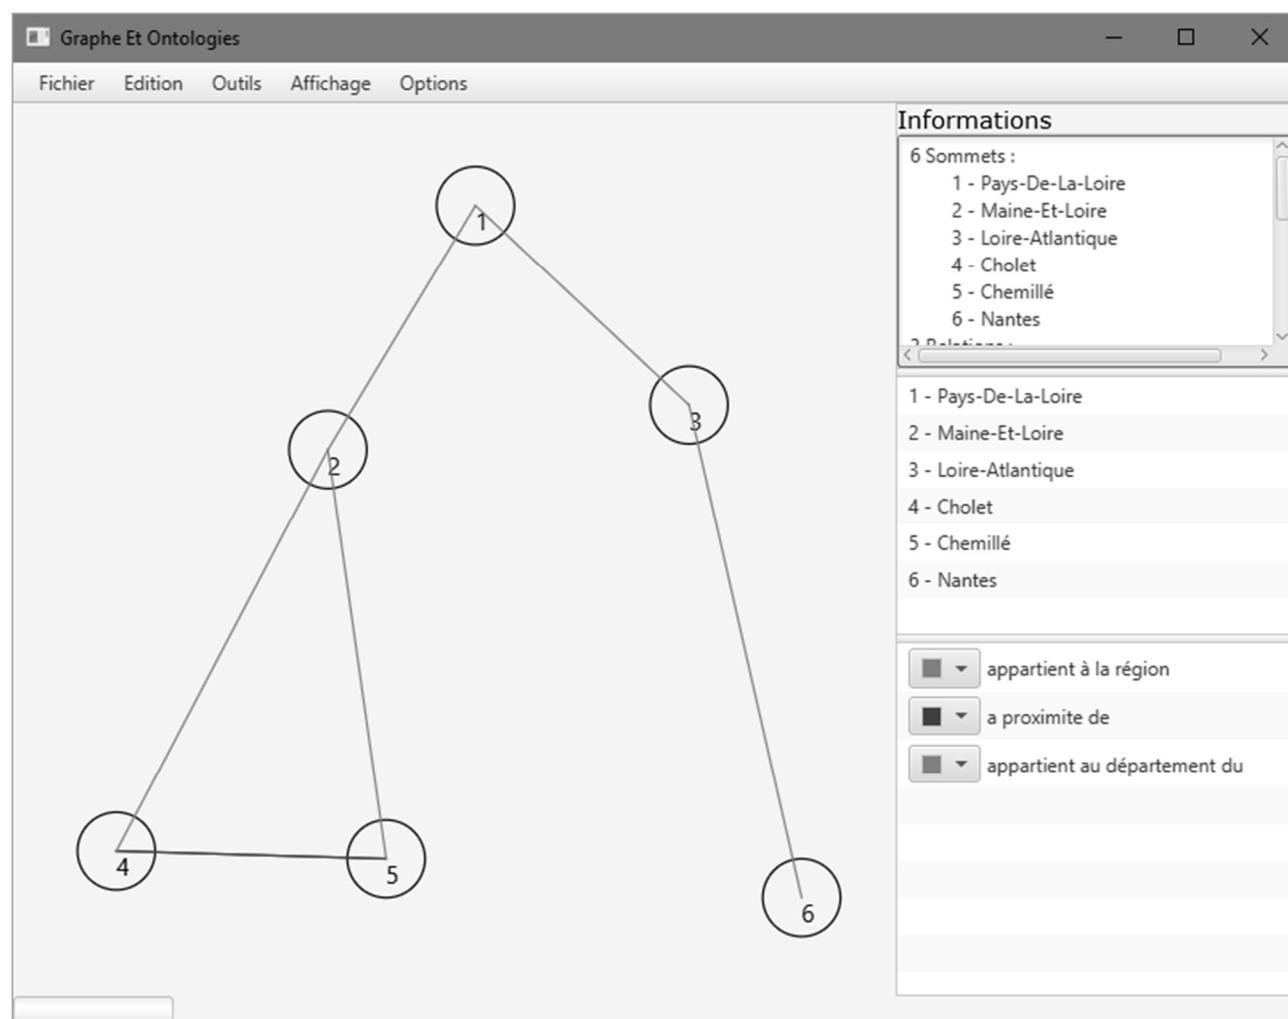 Graphe Et Ontologies
Fichier Edition Outils Affichage Options
Informations
6 Sommets :
1 - Pays-De-La-Loire
2 - Maine-Et-Loire
3 - Loire-Atlantique
4 - Cholet
5 - Chemillé
6 - Nantes
3 Relations :
1 - Pays-De-La-Loire
2 - Maine-Et-Loire
3 - Loire-Atlantique
4 - Cholet
5 - Chemillé
6 - Nantes
appartient à la région
a proximite de
appartient au département du
1
3
2
4
5
6